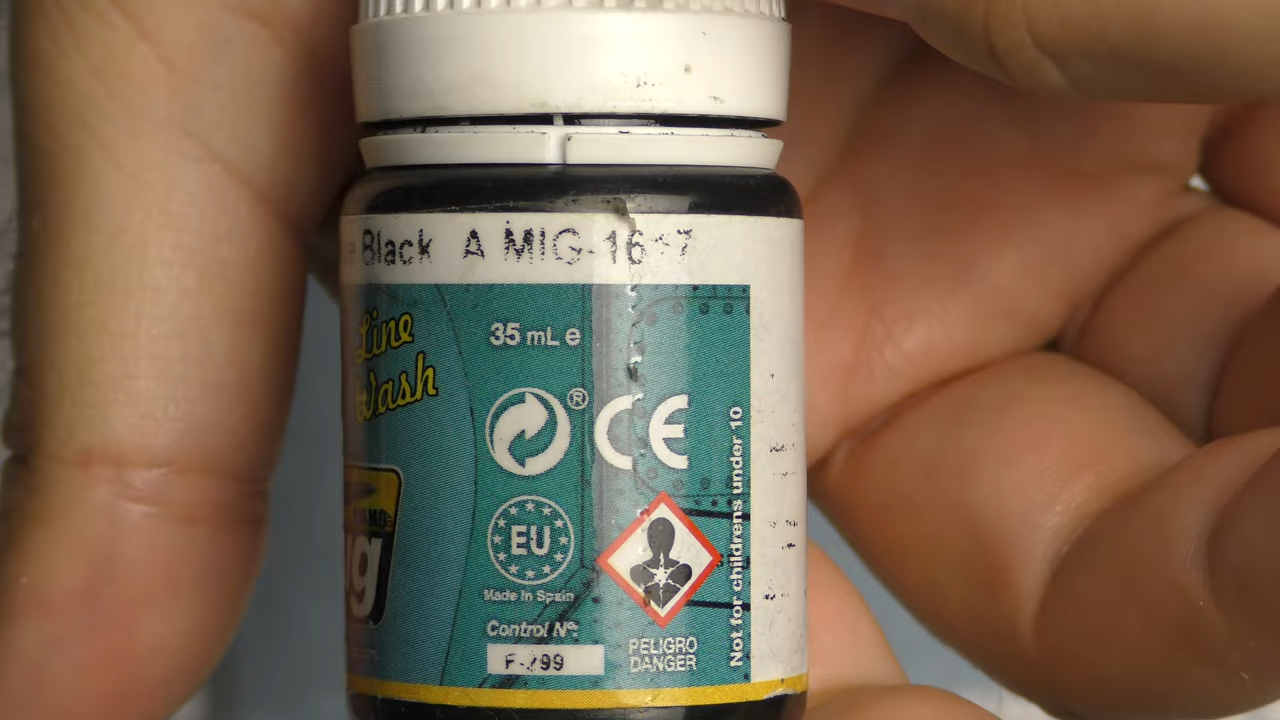 Black A MIG-16
Line
Wash
35 mL e
®
CE
EU
Made In Spain
Control Nº:
PELIGRO
DANGER
Not for childrens under 10